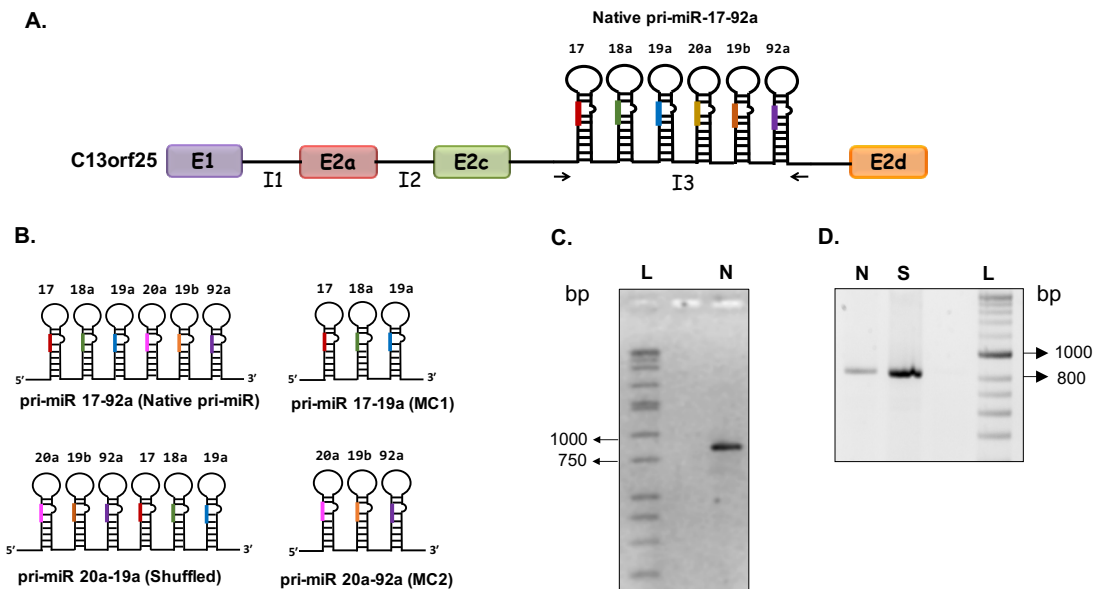 A.
Native pri-miR-17-92a
17 18a 19a 20a 19b 92a
C13orf25 E1 E2a E2c E2d
I1 I2 I3
B.
17 18a 19a 20a 19b 92a
5′ 3′
pri-miR 17-92a (Native pri-miR)
17 18a 19a
5′ 3′
pri-miR 17-19a (MC1)
20a 19b 92a 17 18a 19a
5′ 3′
pri-miR 20a-19a (Shuffled)
20a 19b 92a
5′ 3′
pri-miR 20a-92a (MC2)
C.
L N
bp
1000
750
D.
N S L
bp
1000
800